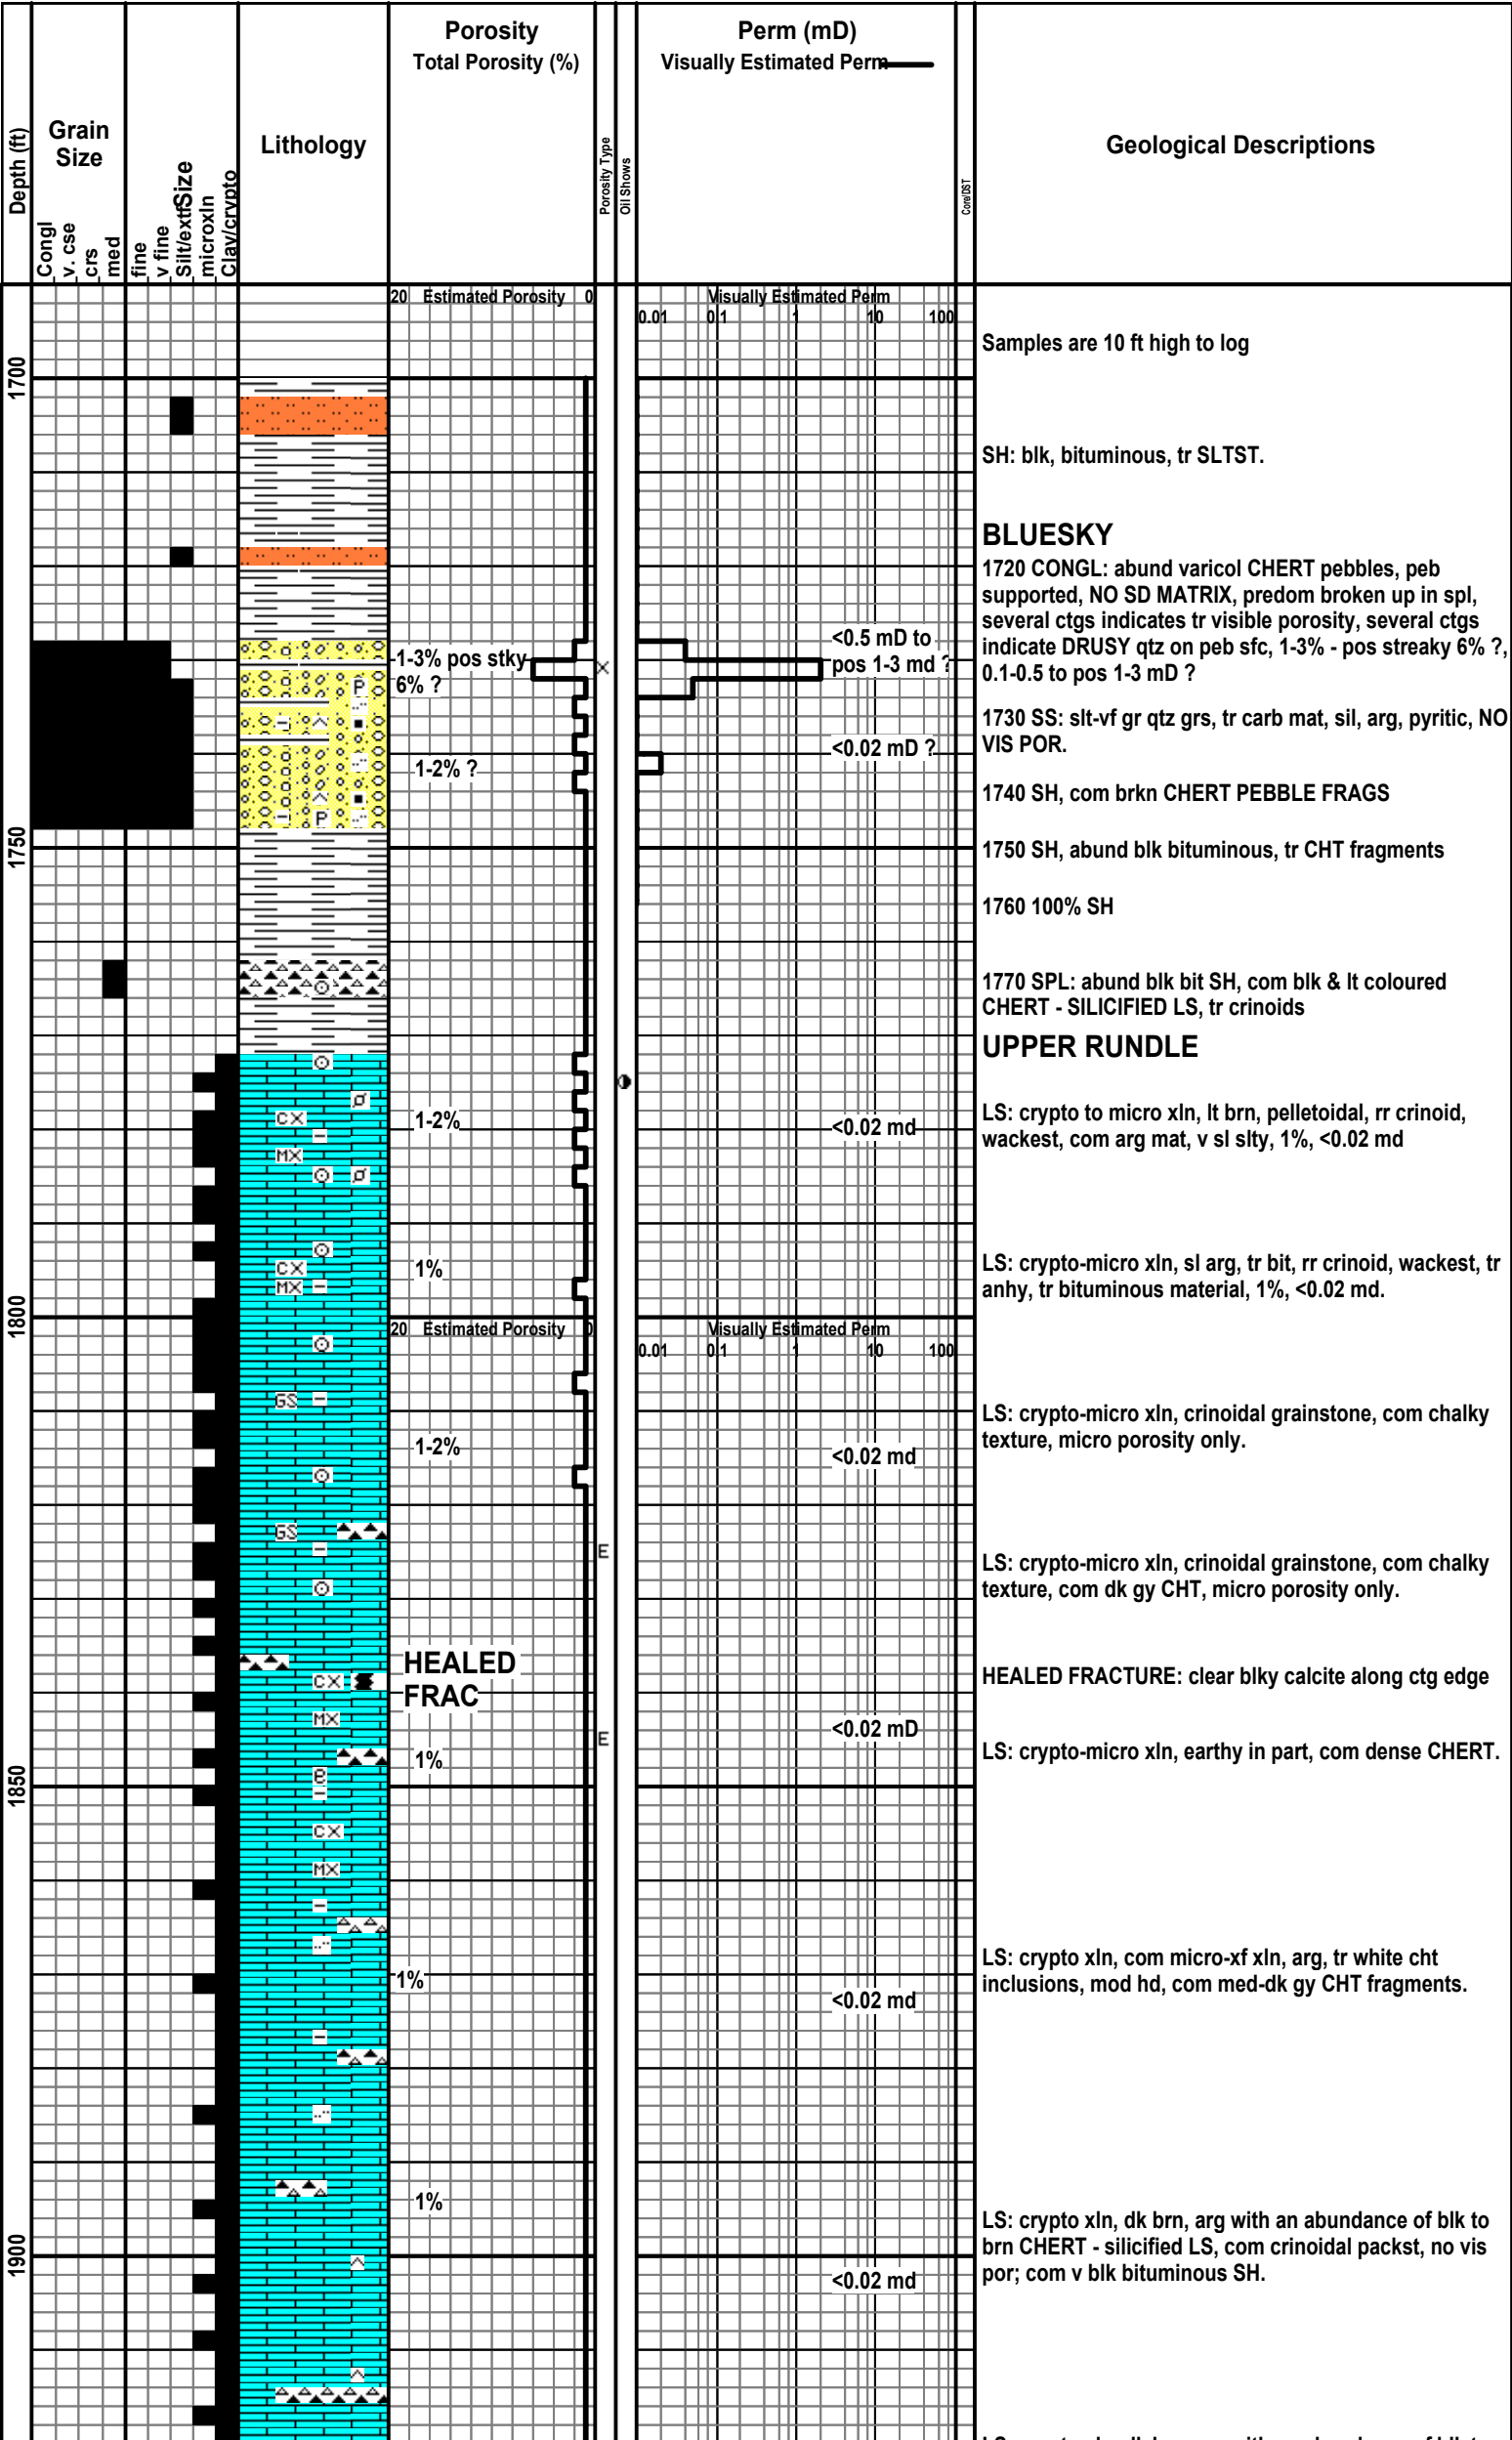 Depth (ft)
Grain
Size
Congl
v. cse
crs
med
fine
v fine
Silt/extf
Size
microxln
Clay/crypto
Lithology
Porosity
Total Porosity (%)
Porosity Type
Oil Shows
Perm (mD)
Visually Estimated Perm
Core/DST
Geological Descriptions
20 Estimated Porosity 0
Visually Estimated Perm
0.01 0.1 1 10 100
Samples are 10 ft high to log
1700
SH: blk, bituminous, tr SLTST.
BLUESKY
1720 CONGL: abund varicol CHERT pebbles, peb
supported, NO SD MATRIX, predom broken up in spl,
several ctgs indicates tr visible porosity, several ctgs
indicate DRUSY qtz on peb sfc, 1-3% - pos streaky 6% ?,
0.1-0.5 to pos 1-3 mD ?
1-3% pos stky
6% ?
X
<0.5 mD to
pos 1-3 md ?
P
1730 SS: slt-vf gr qtz grs, tr carb mat, sil, arg, pyritic, NO
VIS POR.
1-2% ?
<0.02 mD ?
1740 SH, com brkn CHERT PEBBLE FRAGS
P
1750
1750 SH, abund blk bituminous, tr CHT fragments
1760 100% SH
1770 SPL: abund blk bit SH, com blk & lt coloured
CHERT - SILICIFIED LS, tr crinoids
UPPER RUNDLE
CX
MX
1-2%
<0.02 md
LS: crypto to micro xln, lt brn, pelletoidal, rr crinoid,
wackest, com arg mat, v sl slty, 1%, <0.02 md
CX
MX
1%
LS: crypto-micro xln, sl arg, tr bit, rr crinoid, wackest, tr
anhy, tr bituminous material, 1%, <0.02 md.
1800
20 Estimated Porosity 0
Visually Estimated Perm
0.01 0.1 1 10 100
GS
1-2%
<0.02 md
LS: crypto-micro xln, crinoidal grainstone, com chalky
texture, micro porosity only.
GS
E
LS: crypto-micro xln, crinoidal grainstone, com chalky
texture, com dk gy CHT, micro porosity only.
HEALED
FRAC
CX
HEALED FRACTURE: clear blky calcite along ctg edge
MX
E
<0.02 mD
1%
LS: crypto-micro xln, earthy in part, com dense CHERT.
e
1850
CX
MX
1%
<0.02 md
LS: crypto xln, com micro-xf xln, arg, tr white cht
inclusions, mod hd, com med-dk gy CHT fragments.
1%
1900
<0.02 md
LS: crypto xln, dk brn, arg with an abundance of blk to
brn CHERT - silicified LS, com crinoidal packst, no vis
por; com v blk bituminous SH.